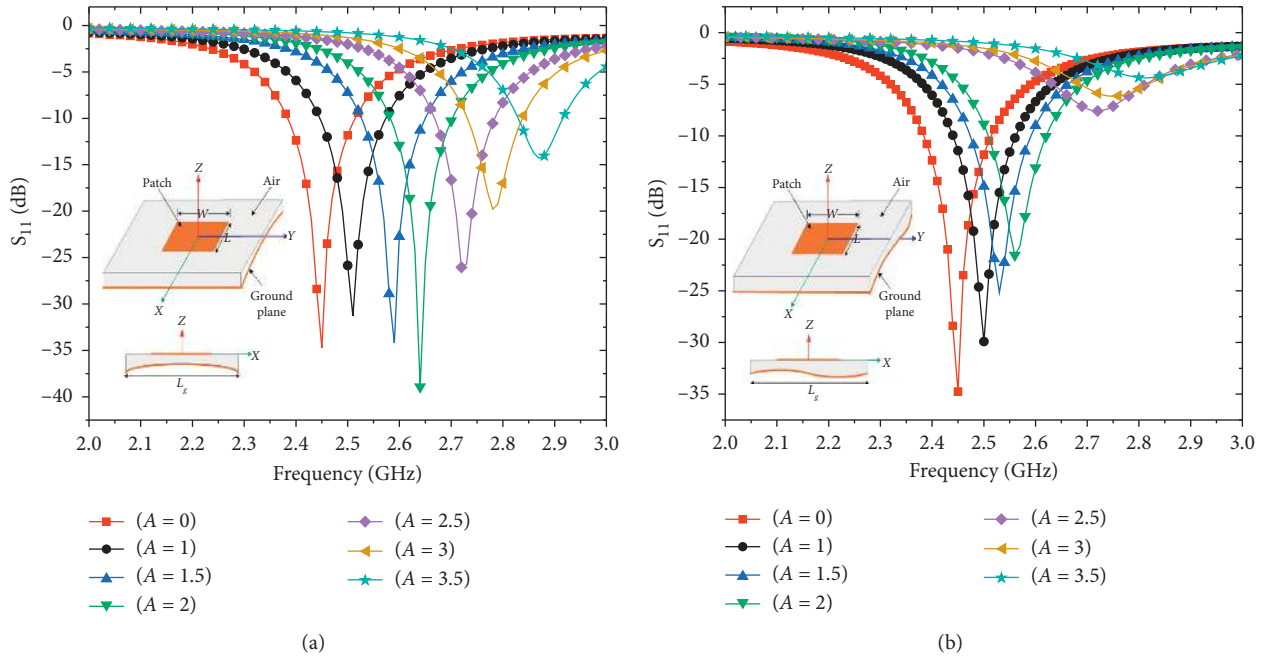 0
−5
−10
−15
−20
−25
−30
−35
−40
S11 (dB)
2.0 2.1 2.2 2.3 2.4 2.5 2.6 2.7 2.8 2.9 3.0
Frequency (GHz)
Patch
Z
Air
W
L
Y
X
Ground
plane
Z
X
Lg
(A = 0)
(A = 1)
(A = 1.5)
(A = 2)
(A = 2.5)
(A = 3)
(A = 3.5)
(a)
0
−5
−10
−15
−20
−25
−30
−35
S11 (dB)
2.0 2.1 2.2 2.3 2.4 2.5 2.6 2.7 2.8 2.9 3.0
Frequency (GHz)
Patch
Z
Air
W
L
Y
X
Ground
plane
Z
X
Lg
(A = 0)
(A = 1)
(A = 1.5)
(A = 2)
(A = 2.5)
(A = 3)
(A = 3.5)
(b)